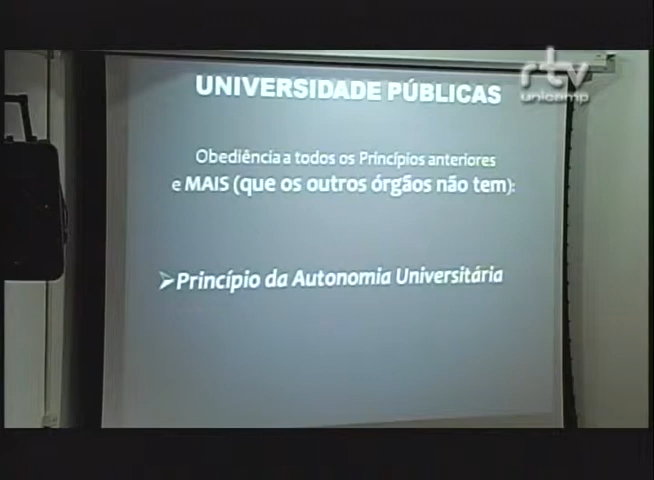 UNIVERSIDADE PÚBLICAS
rtv
unicamp
Obediência a todos os Princípios anteriores
e MAIS (que os outros órgãos não tem):
➢Princípio da Autonomia Universitária